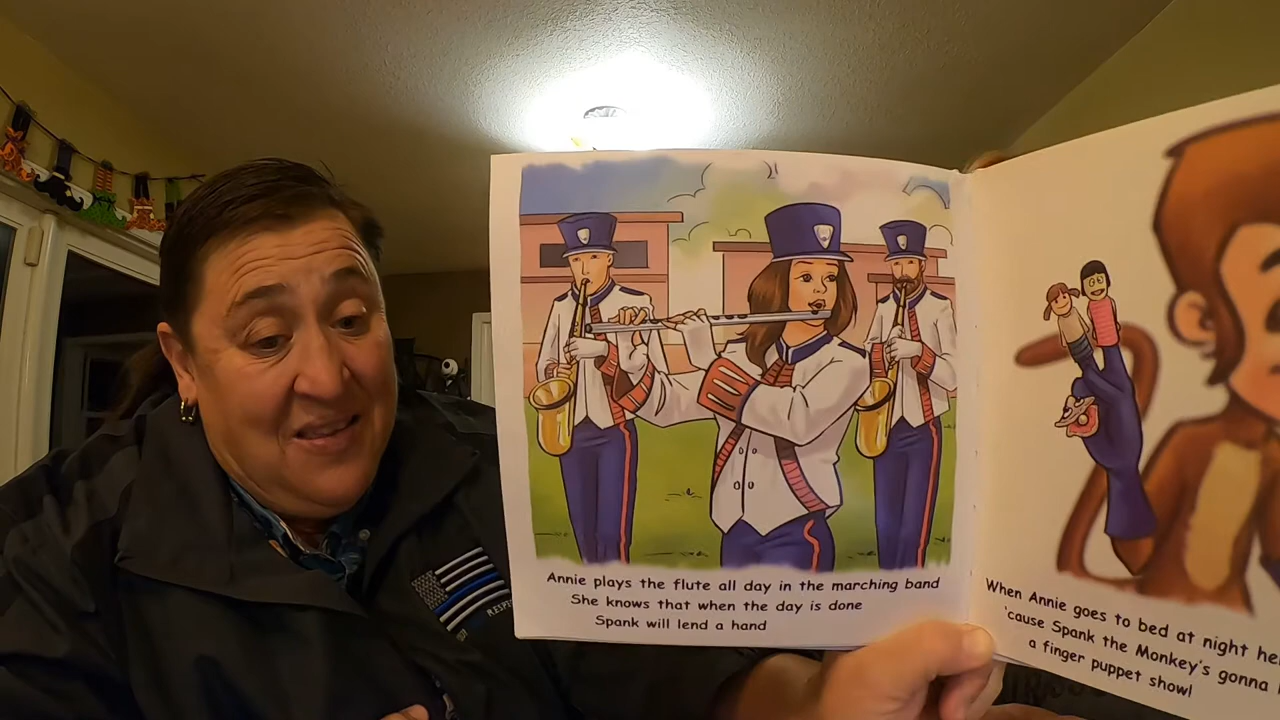 Annie plays the flute all day in the marching band
She knows that when the day is done
Spank will lend a hand
When Annie goes to bed at night
'cause Spank the Monkey's gonna
a finger puppet show!